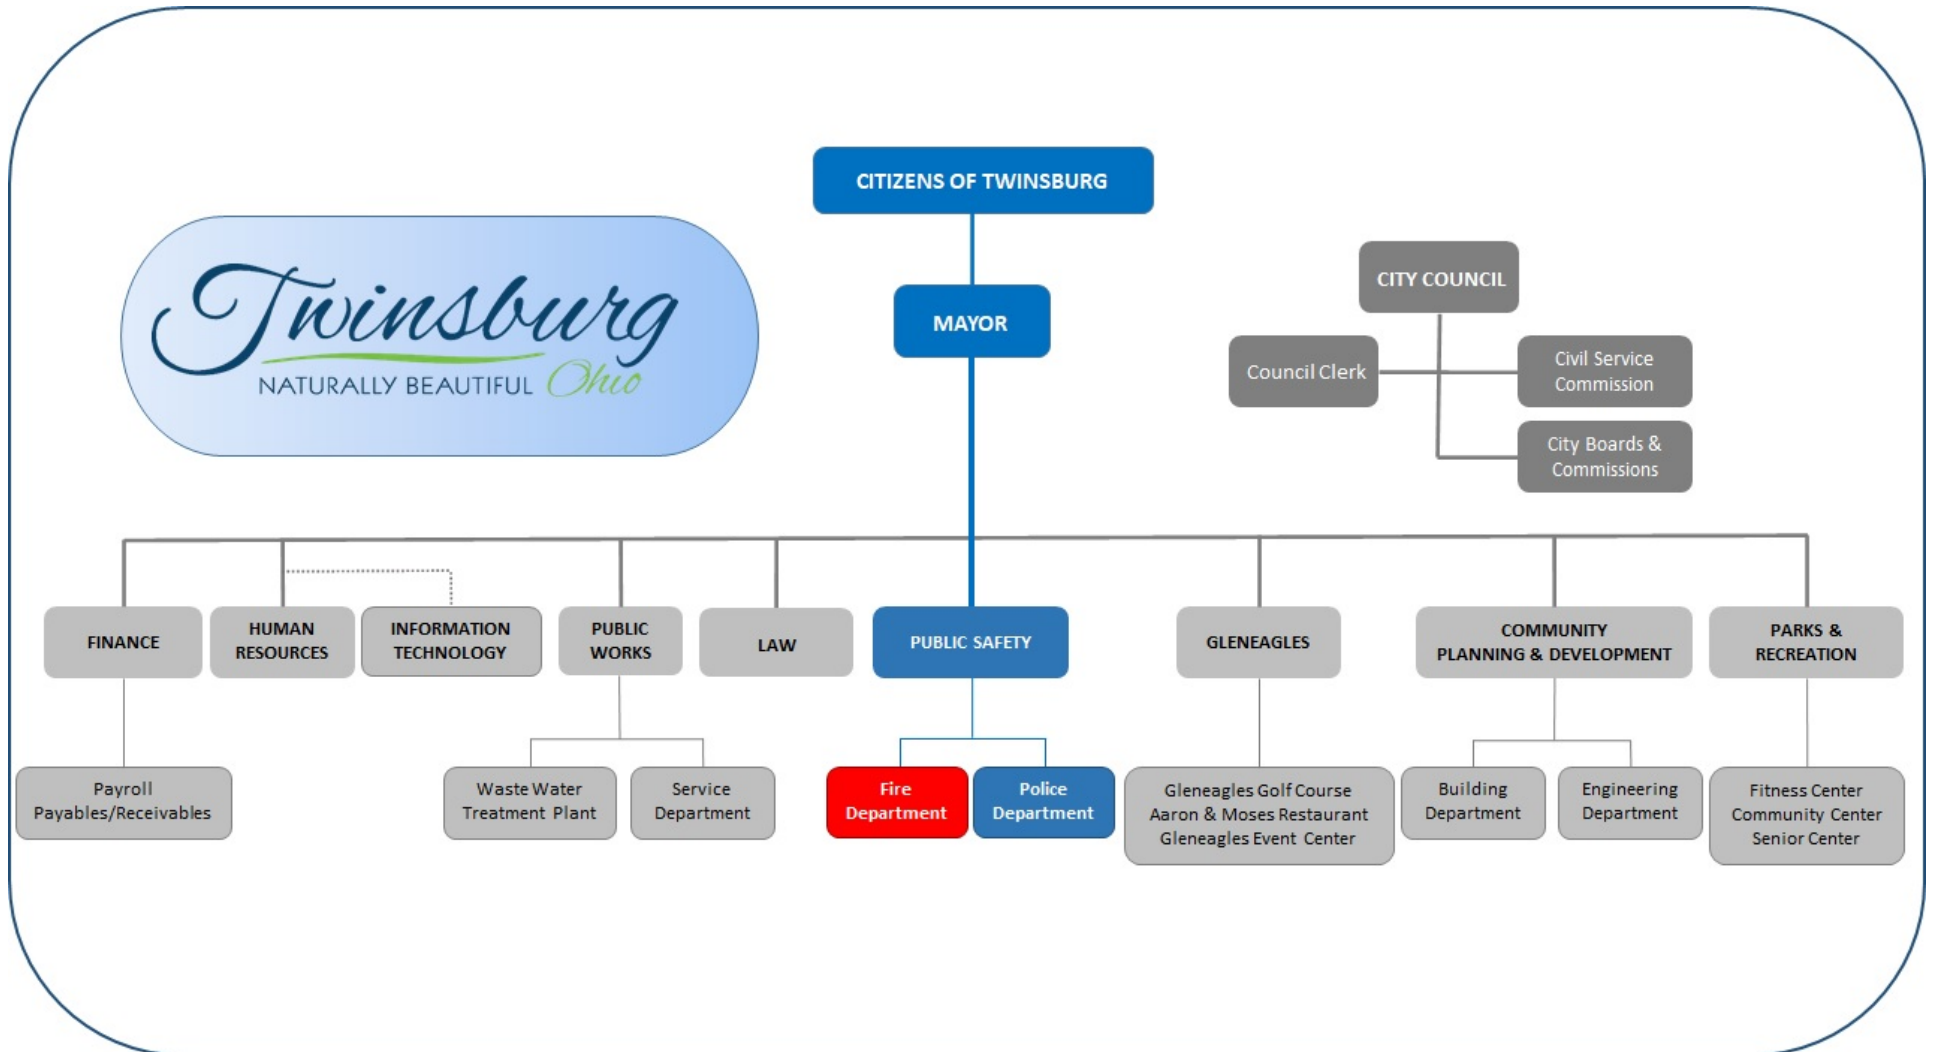 CITIZENS OF TWINSBURG
Twinsburg
NATURALLY BEAUTIFUL Ohio
MAYOR
CITY COUNCIL
Council Clerk
Civil Service
Commission
City Boards &
Commissions
FINANCE
HUMAN
RESOURCES
INFORMATION
TECHNOLOGY
PUBLIC
WORKS
LAW
PUBLIC SAFETY
GLENEAGLES
COMMUNITY
PLANNING & DEVELOPMENT
PARKS &
RECREATION
Payroll
Payables/Receivables
Waste Water
Treatment Plant
Service
Department
Fire
Department
Police
Department
Gleneagles Golf Course
Aaron & Moses Restaurant
Gleneagles Event Center
Building
Department
Engineering
Department
Fitness Center
Community Center
Senior Center